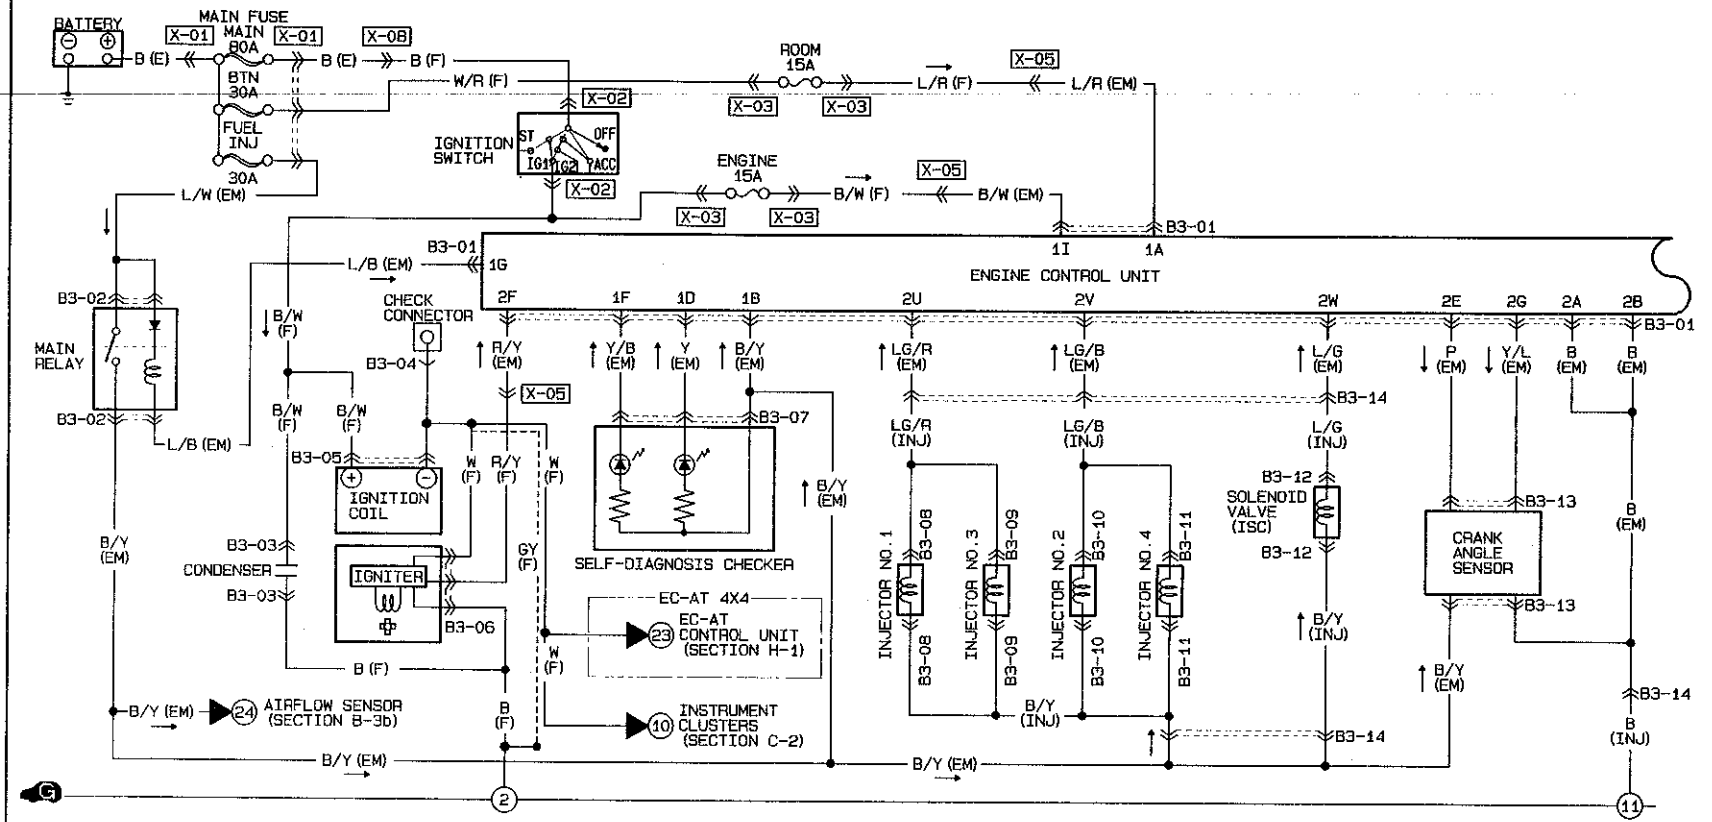 BATTERY
MAIN FUSE
MAIN
80A
X-01
X-01
X-08
B (E)
B (E)
B (F)
BTN
30A
W/R (F)
ROOM
15A
X-03
X-03
L/R (F)
X-05
L/R (EM)
FUEL
INJ
30A
L/W (EM)
X-02
IGNITION
SWITCH
ST
OFF
IG1
IG2
ACC
X-02
ENGINE
15A
X-03
X-03
B/W (F)
X-05
B/W (EM)
B3-01
1I
1A
B3-01
1G
L/B (EM)
ENGINE CONTROL UNIT
2F
1F
1D
1B
2U
2V
2W
2E
2G
2A
2B
B3-01
B3-02
MAIN
RELAY
B3-02
L/B (EM)
B/W
(F)
CHECK
CONNECTOR
B3-04
R/Y
(EM)
Y/B
(EM)
Y
(EM)
B/Y
(EM)
LG/R
(EM)
LG/B
(EM)
L/G
(EM)
P
(EM)
Y/L
(EM)
B
(EM)
B
(EM)
X-05
B3-07
B3-14
B/W
(F)
B/W
(F)
B3-05
+
−
IGNITION
COIL
W
(F)
R/Y
(F)
W
(F)
B/Y
(EM)
LG/R
(INJ)
LG/B
(INJ)
L/G
(INJ)
B3-12
SOLENOID
VALVE
(ISC)
B3-12
B3-13
CRANK
ANGLE
SENSOR
B3-13
B
(EM)
B/Y
(EM)
B3-03
CONDENSER
B3-03
IGNITER
B3-06
GY
(F)
SELF-DIAGNOSIS CHECKER
INJECTOR NO.1
B3-08
B3-08
INJECTOR NO.3
B3-09
B3-09
INJECTOR NO.2
B3-10
B3-10
INJECTOR NO.4
B3-11
B3-11
EC-AT 4X4
23
EC-AT
CONTROL UNIT
(SECTION H-1)
W
(F)
B (F)
B/Y
(INJ)
B/Y
(EM)
B3-14
B
(INJ)
B/Y (EM)
24
AIRFLOW SENSOR
(SECTION B-3b)
B
(F)
10
INSTRUMENT
CLUSTERS
(SECTION C-2)
B/Y
(INJ)
B3-14
B/Y (EM)
B/Y (EM)
G
2
11